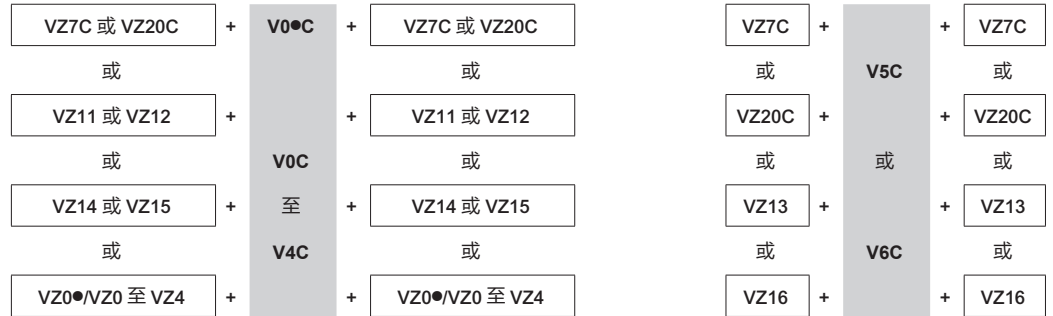 VZ7C 或 VZ20C + V0●C + VZ7C 或 VZ20C VZ7C + + VZ7C
或 或 或 V5C 或
VZ11 或 VZ12 + + VZ11 或 VZ12 VZ20C + + VZ20C
或 V0C 或 或 或 或
VZ14 或 VZ15 + 至 + VZ14 或 VZ15 VZ13 + + VZ13
或 V4C 或 或 V6C 或
VZ0●/VZ0 至 VZ4 + + VZ0●/VZ0 至 VZ4 VZ16 + + VZ16